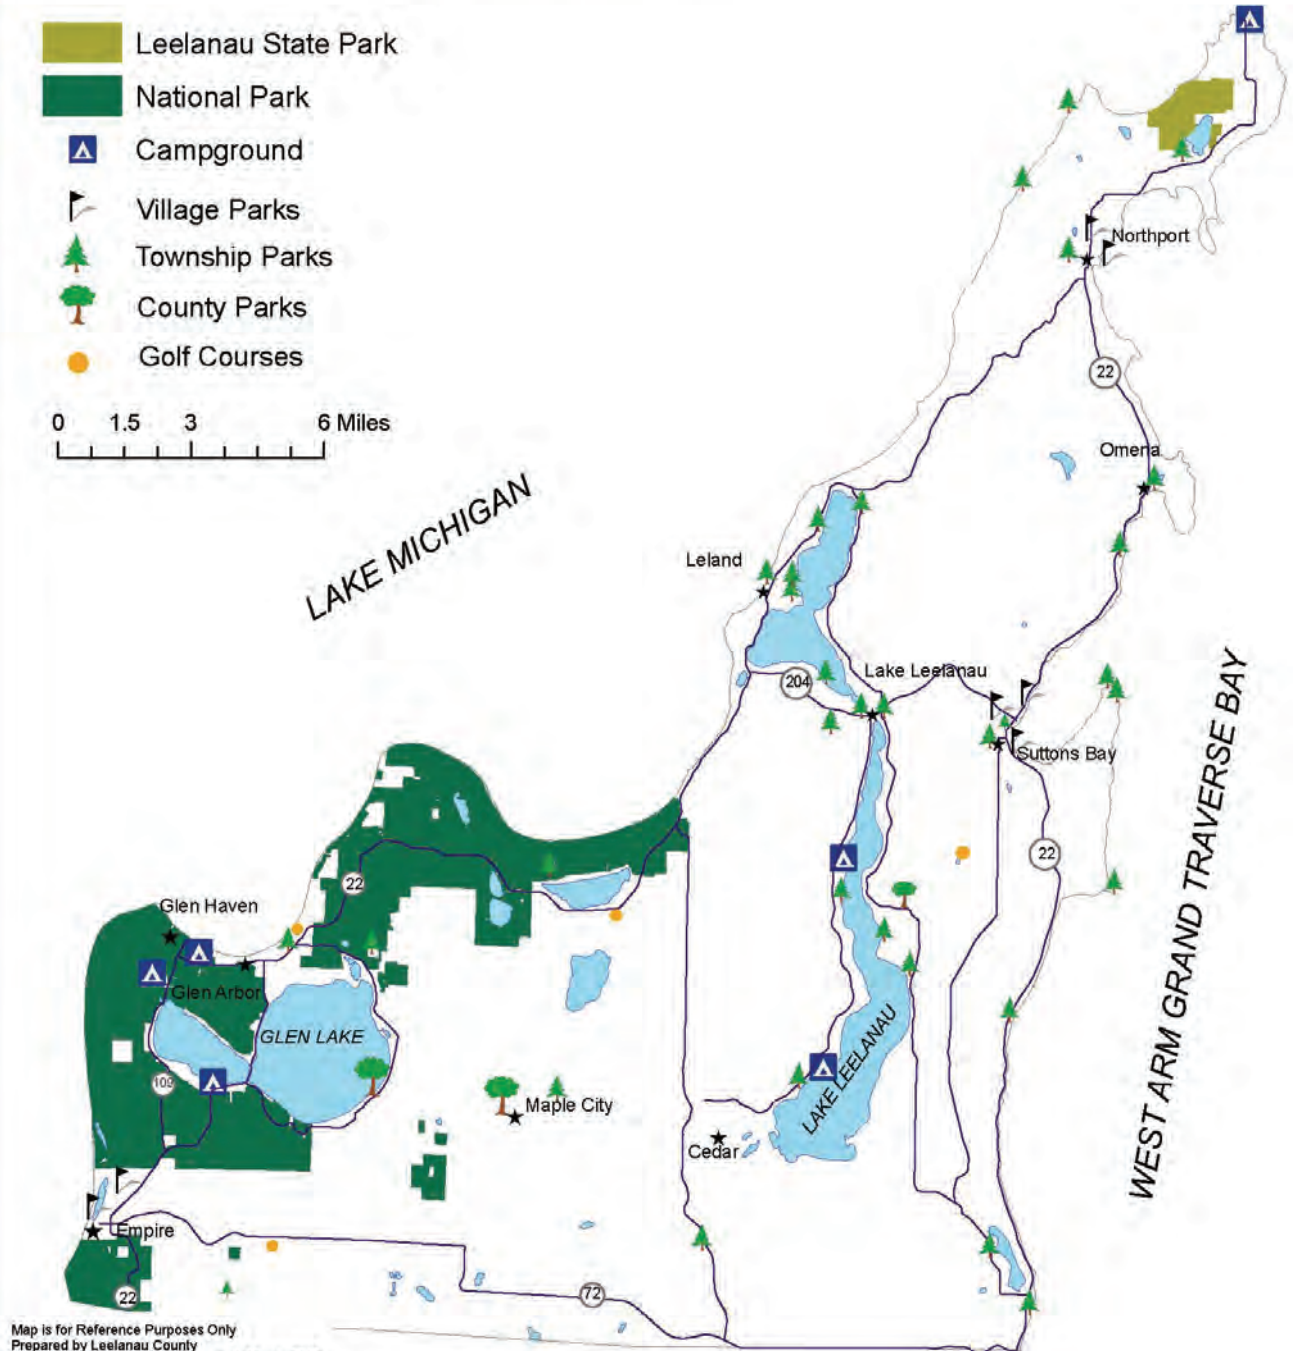 Leelanau State Park
National Park
Campground
Village Parks
Township Parks
County Parks
Golf Courses
0 1.5 3 6 Miles
LAKE MICHIGAN
Northport
22
Omena
Leland
Lake Leelanau
204
Suttons Bay
22
WEST ARM GRAND TRAVERSE BAY
22
Glen Haven
Glen Arbor
GLEN LAKE
109
LAKE LEELANAU
Maple City
Cedar
Empire
22
72
Map is for Reference Purposes Only
Prepared by Leelanau County